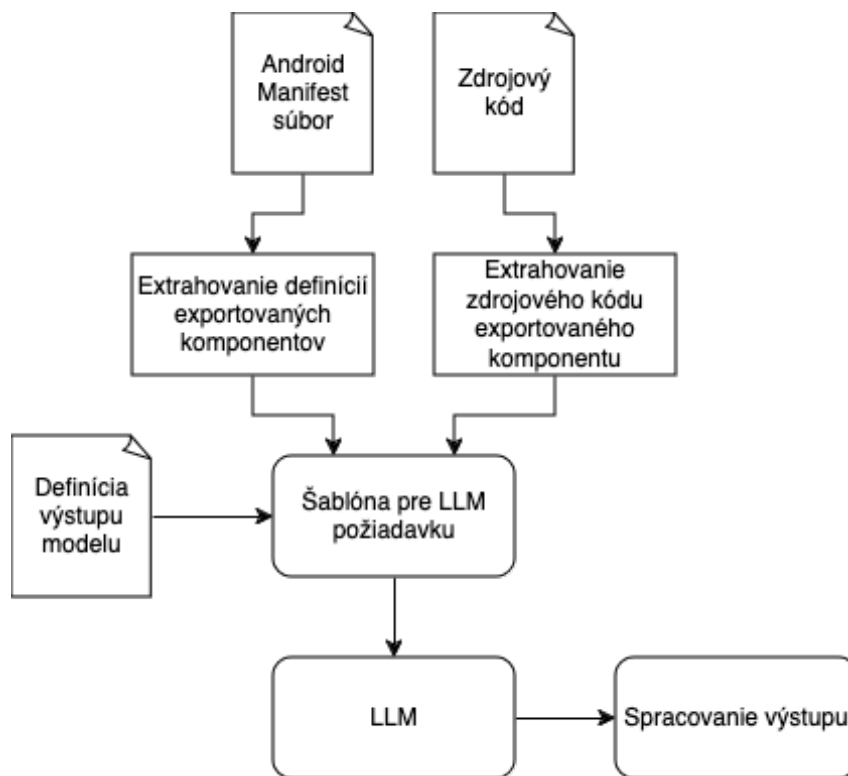 Android
Manifest
súbor
Zdrojový
kód
Extrahovanie definícií
exportovaných
komponentov
Extrahovanie
zdrojového kódu
exportovaného
komponentu
Definícia
výstupu
modelu
Šablóna pre LLM
požiadavku
LLM
Spracovanie výstupu